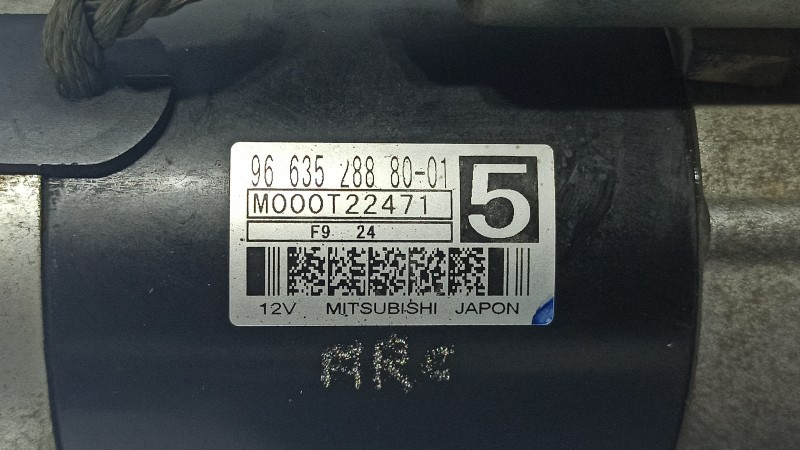 96 635 288 80-01
M000T22471
5
F9 24
12V MITSUBISHI JAPON